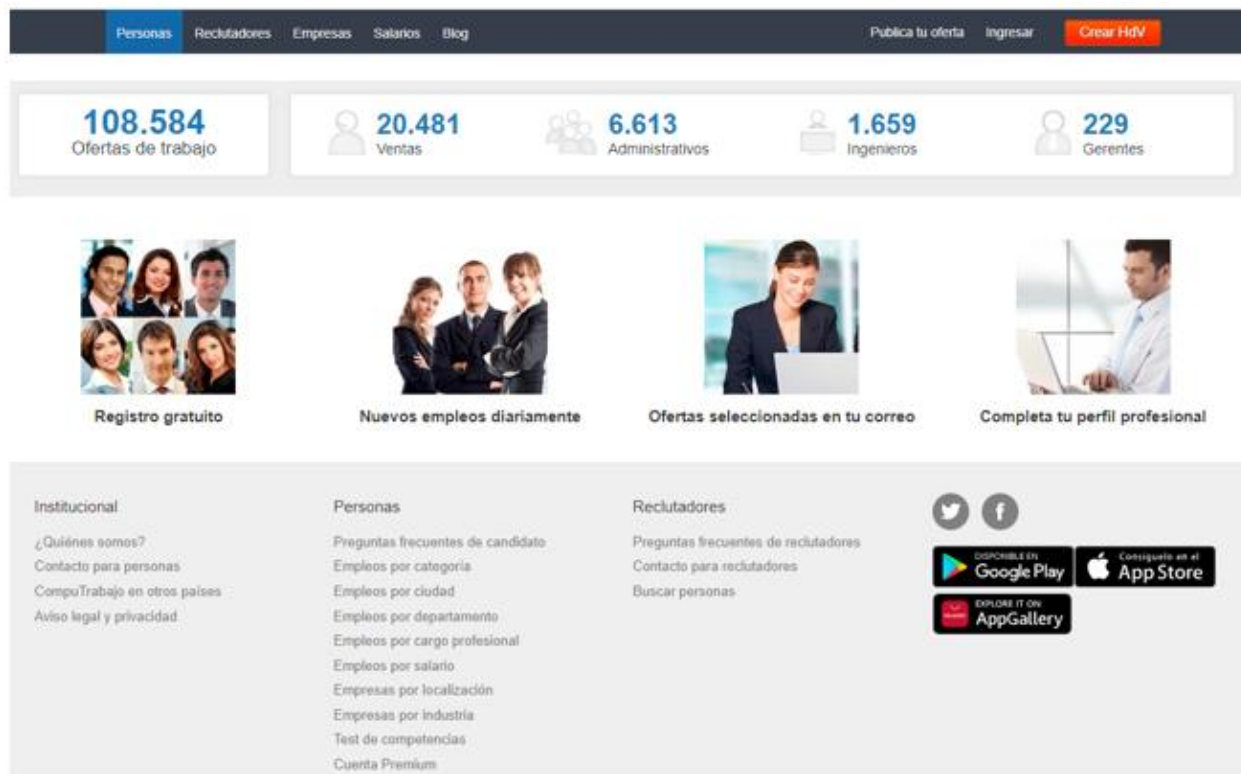 Personas Reclutadores Empresas Salarios Blog Publica tu oferta Ingresar Crear HdV
108.584
Ofertas de trabajo
20.481
Ventas
6.613
Administrativos
1.659
Ingenieros
229
Gerentes
Registro gratuito
Nuevos empleos diariamente
Ofertas seleccionadas en tu correo
Completa tu perfil profesional
Institucional
¿Quiénes somos?
Contacto para personas
CompuTrabajo en otros países
Aviso legal y privacidad
Personas
Preguntas frecuentes de candidato
Empleos por categoría
Empleos por ciudad
Empleos por departamento
Empleos por cargo profesional
Empleos por salario
Empresas por localización
Empresas por industria
Test de competencias
Cuenta Premium
Reclutadores
Preguntas frecuentes de reclutadores
Contacto para reclutadores
Buscar personas
DISPONIBLE EN
Google Play
Consíguelo en el
App Store
EXPLORE IT ON
AppGallery